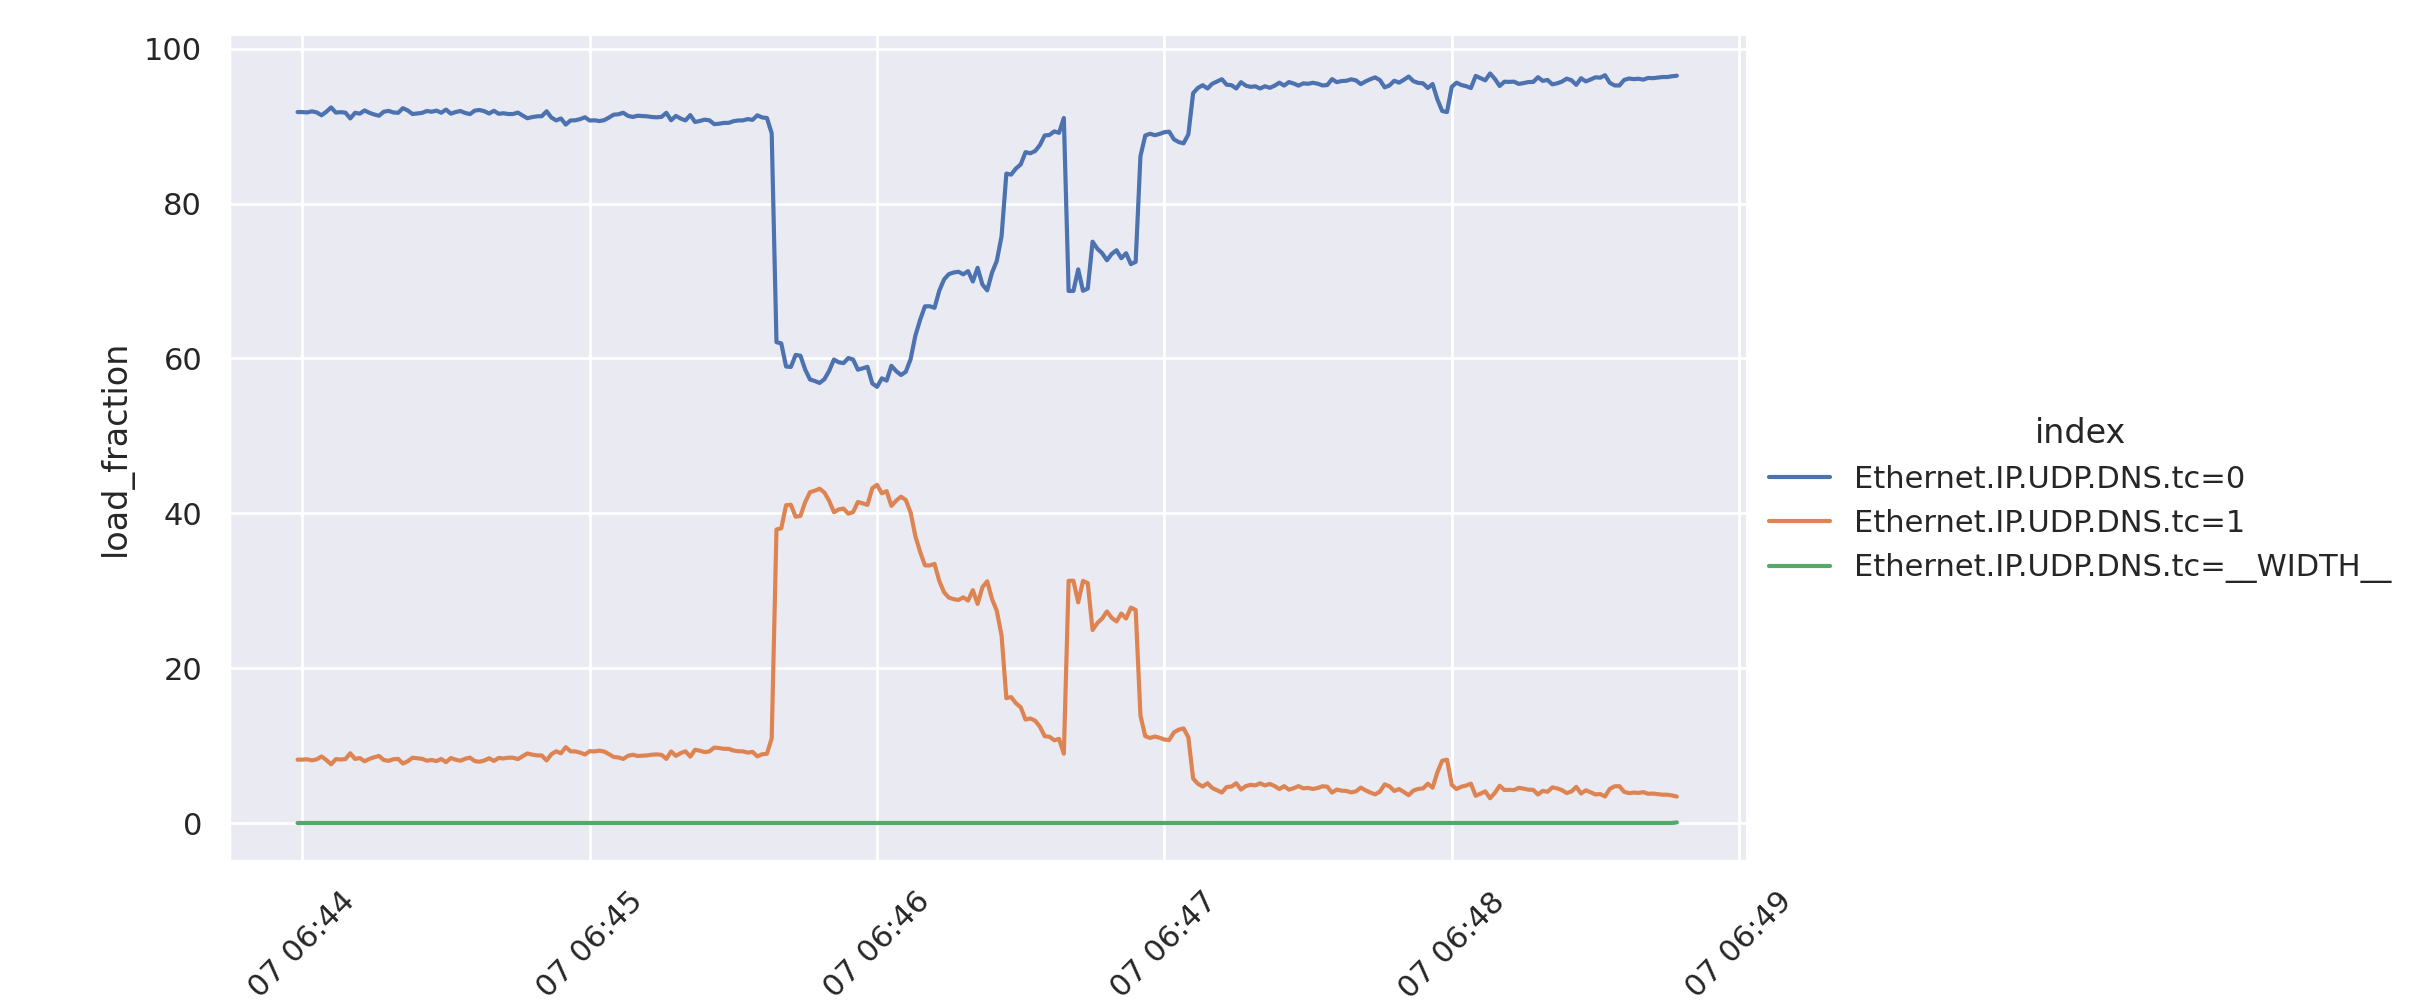 100
80
60
40
20
0
load_fraction
07 06:44
07 06:45
07 06:46
07 06:47
07 06:48
07 06:49
index
Ethernet.IP.UDP.DNS.tc=0
Ethernet.IP.UDP.DNS.tc=1
Ethernet.IP.UDP.DNS.tc=__WIDTH__